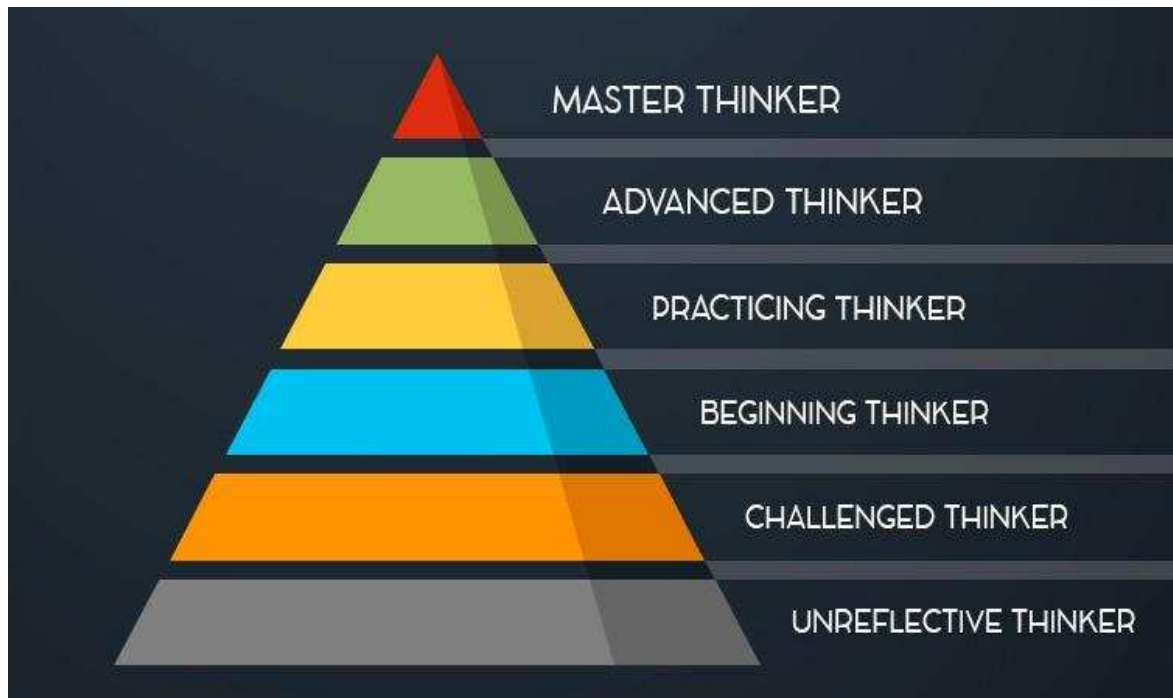 MASTER THINKER
ADVANCED THINKER
PRACTICING THINKER
BEGINNING THINKER
CHALLENGED THINKER
UNREFLECTIVE THINKER